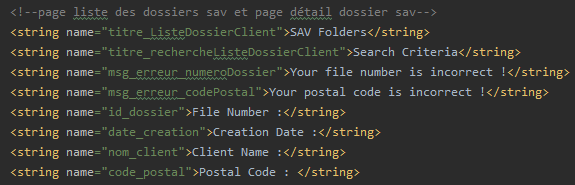 <!--page liste des dossiers sav et page détail dossier sav-->
<string name="titre_ListeDossierClient">SAV Folders</string>
<string name="titre_rechercheListeDossierClient">Search Criteria</string>
<string name="msg_erreur_numeroDossier">Your file number is incorrect !</string>
<string name="msg_erreur_codePostal">Your postal code is incorrect !</string>
<string name="id_dossier">File Number :</string>
<string name="date_creation">Creation Date :</string>
<string name="nom_client">Client Name :</string>
<string name="code_postal">Postal Code : </string>